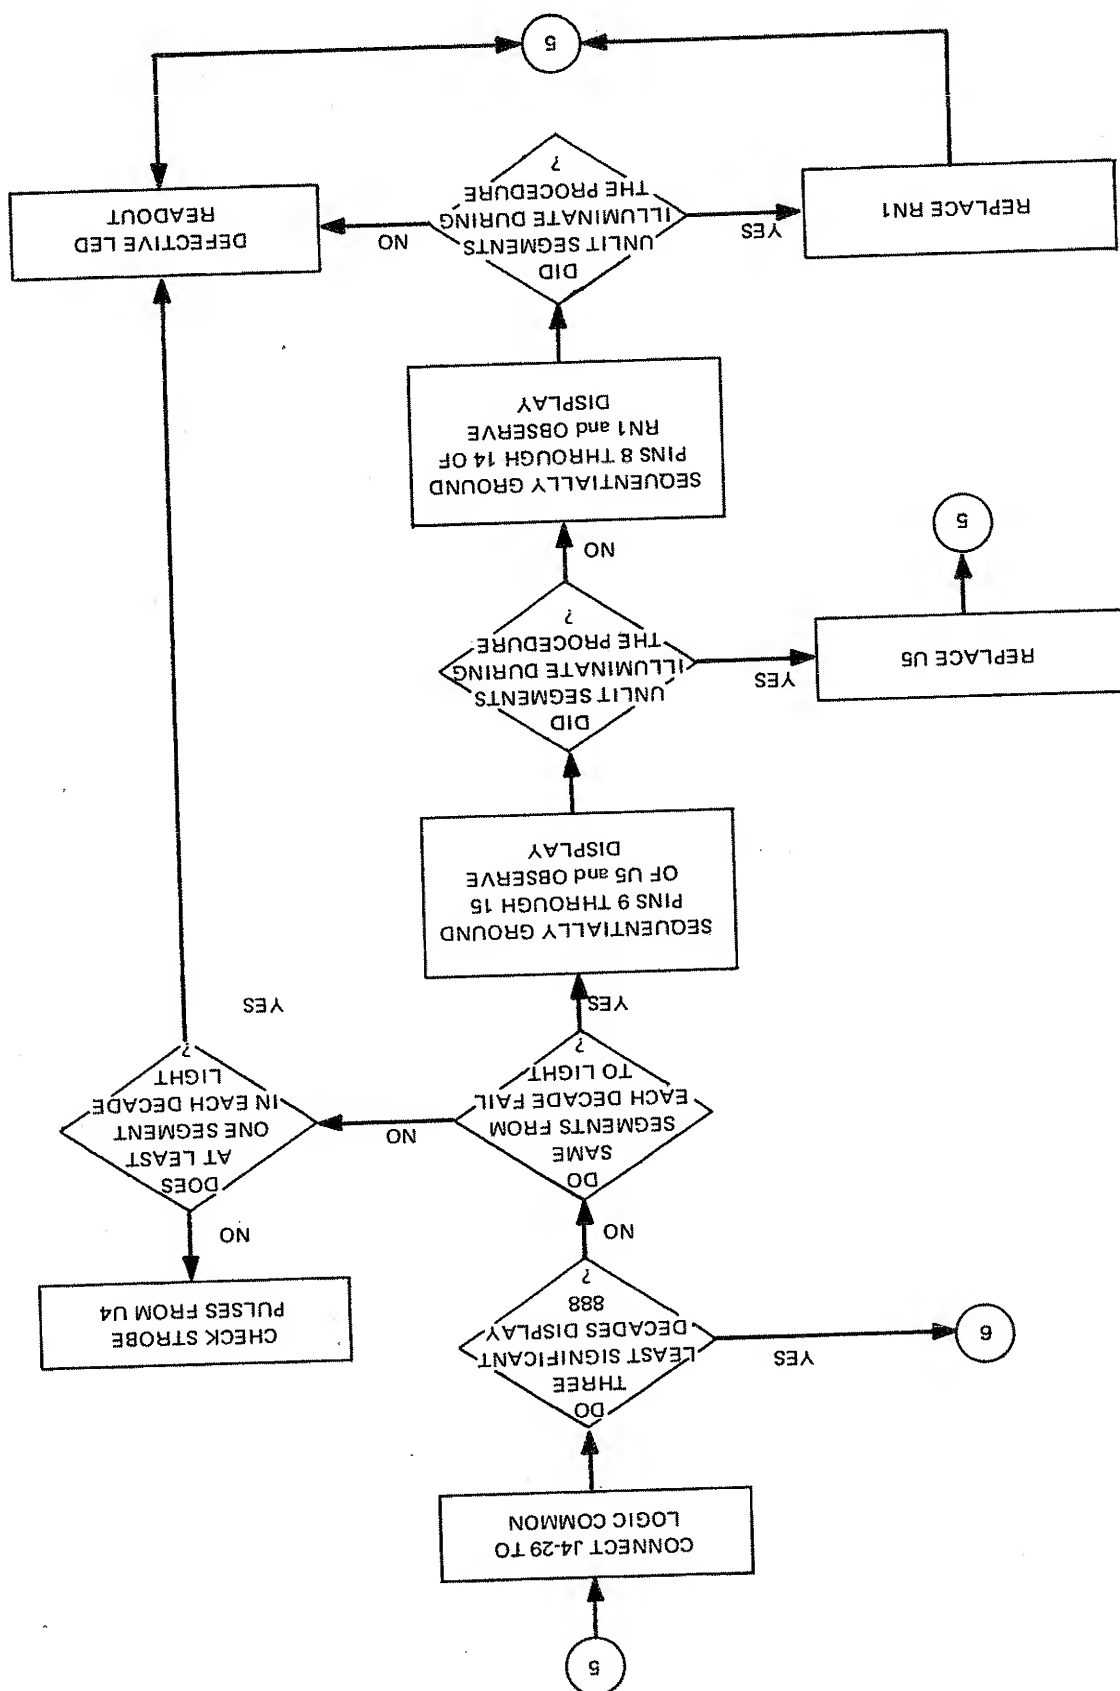 5
CONNECT J4-29 TO
LOGIC COMMON
DO
THREE
LEAST SIGNIFICANT
DECADES DISPLAY
888
?
YES
6
NO
DO
SAME
SEGMENTS FROM
EACH DECADE FAIL
TO LIGHT
?
NO
DOES
AT LEAST
ONE SEGMENT
IN EACH DECADE
LIGHT
?
NO
CHECK STROBE
PULSES FROM U4
YES
YES
SEQUENTIALLY GROUND
PINS 9 THROUGH 15
OF U5 and OBSERVE
DISPLAY
DID
UNLIT SEGMENTS
ILLUMINATE DURING
THE PROCEDURE
?
YES
REPLACE U5
5
NO
SEQUENTIALLY GROUND
PINS 8 THROUGH 14 OF
RN1 and OBSERVE
DISPLAY
DID
UNLIT SEGMENTS
ILLUMINATE DURING
THE PROCEDURE
?
YES
REPLACE RN1
NO
DEFECTIVE LED
READOUT
5